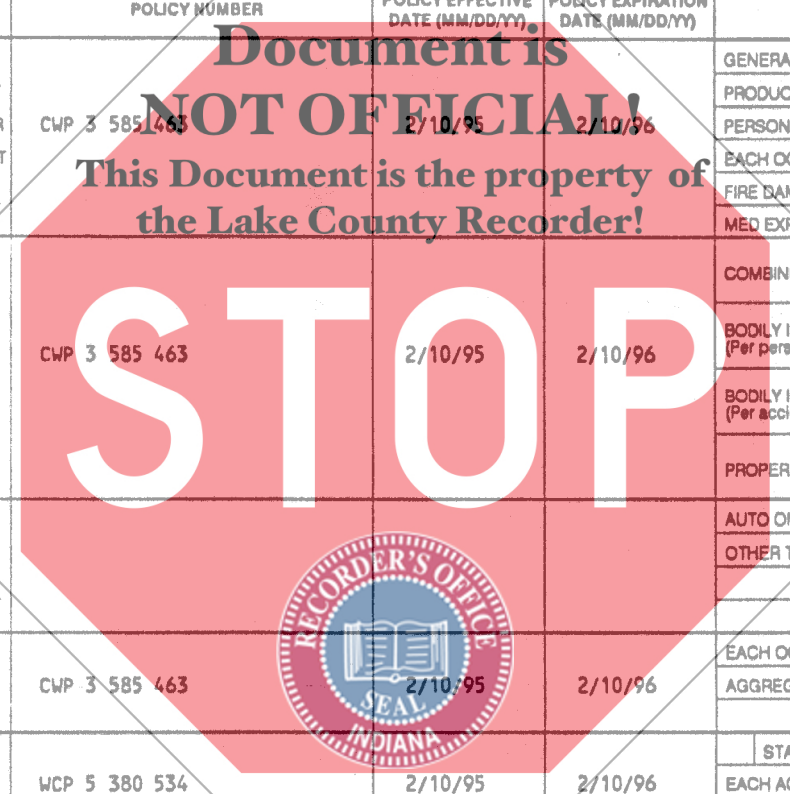 POLICY NUMBER
POLICY EFFECTIVE DATE (MM/DD/YY)
POLICY EXPIRATION DATE (MM/DD/YY)
Document is
NOT OFFICIAL!
This Document is the property of
the Lake County Recorder!
STOP
GENERA
PRODUC
CWP 3 585 463 2/10/95 2/10/96 PERSON
EACH OC
FIRE DAM
MED EXP
COMBIN
CWP 3 585 463 2/10/95 2/10/96
BODILY I
(Per pers
BODILY I
(Per acci
PROPER
AUTO O
OTHER T
RECORDER'S OFFICE
SEAL
INDIANA
EACH OC
CWP 3 585 463 2/10/95 2/10/96 AGGREG
STA
WCP 5 380 534 2/10/95 2/10/96 EACH AC